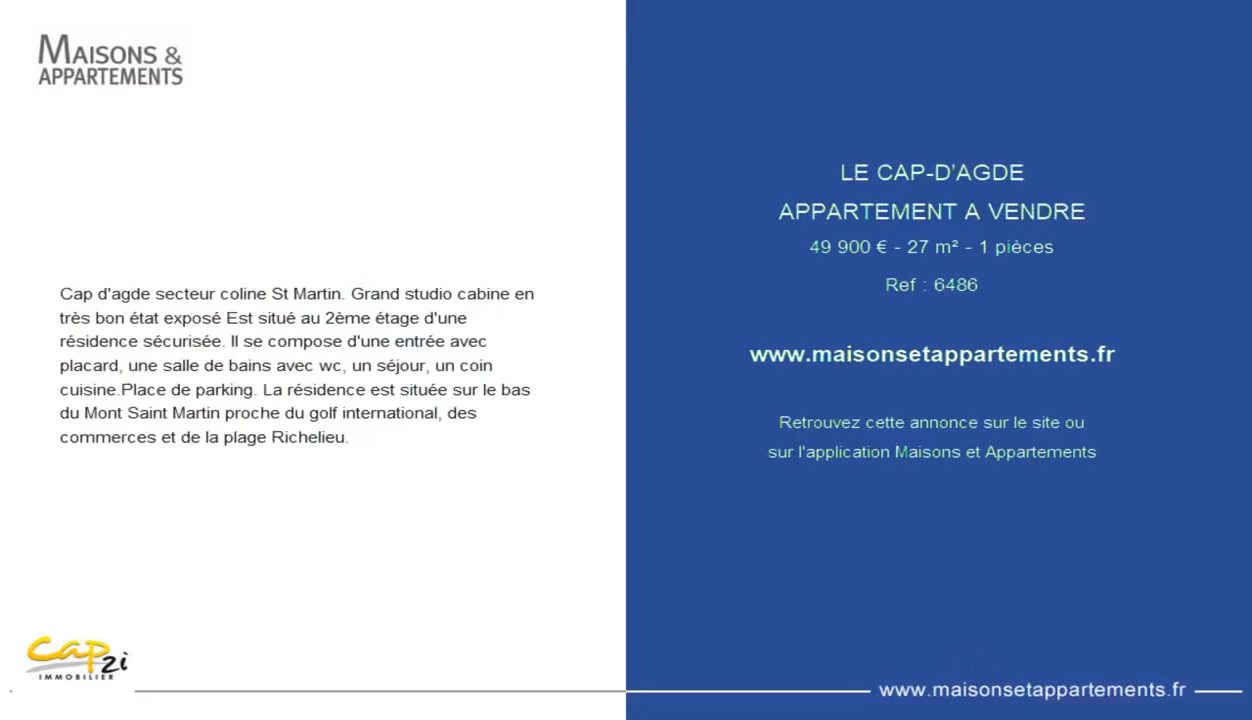 MAISONS &
APPARTEMENTS
Cap d'agde secteur coline St Martin. Grand studio cabine en
très bon état exposé Est situé au 2ème étage d'une
résidence sécurisée. Il se compose d'une entrée avec
placard, une salle de bains avec wc, un séjour, un coin
cuisine.Place de parking. La résidence est située sur le bas
du Mont Saint Martin proche du golf international, des
commerces et de la plage Richelieu.
cap2i
IMMOBILIER
LE CAP-D'AGDE
APPARTEMENT A VENDRE
49 900 € - 27 m² - 1 pièces
Ref : 6486
www.maisonsetappartements.fr
Retrouvez cette annonce sur le site ou
sur l'application Maisons et Appartements
www.maisonsetappartements.fr